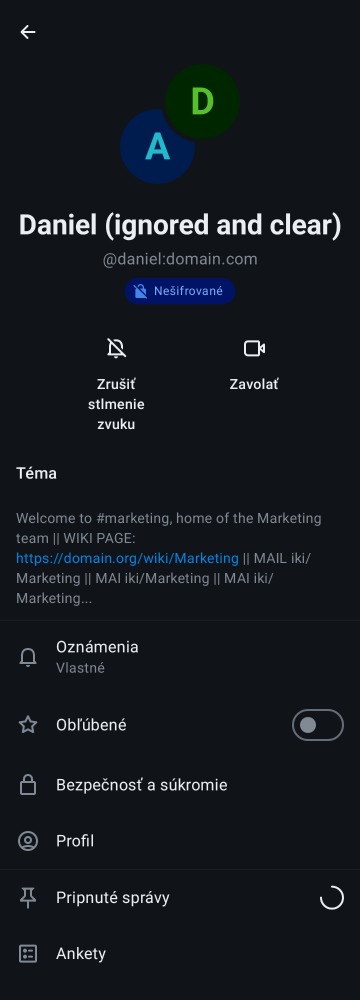 D
A
Daniel (ignored and clear)
@daniel:domain.com
Nešifrované
Zrušiť
stlmenie
zvuku
Zavolať
Téma
Welcome to #marketing, home of the Marketing
team || WIKI PAGE:
https://domain.org/wiki/Marketing || MAIL iki/
Marketing || MAI iki/Marketing || MAI iki/
Marketing...
Oznámenia
Vlastné
Obľúbené
Bezpečnosť a súkromie
Profil
Pripnuté správy
Ankety